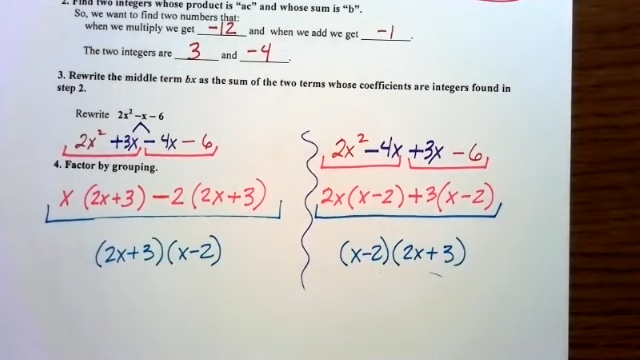 2. Find two integers whose product is "ac" and whose sum is "b".
So, we want to find two numbers that:
when we multiply we get -12 and when we add we get -1.
The two integers are 3 and -4.
3. Rewrite the middle term bx as the sum of the two terms whose coefficients are integers found in
step 2.
Rewrite 2x² -x - 6
2x² +3x - 4x - 6
4. Factor by grouping.
x (2x+3) - 2 (2x+3)
(2x+3)(x-2)
2x² - 4x + 3x - 6
2x(x-2)+3(x-2)
(x-2)(2x+3)